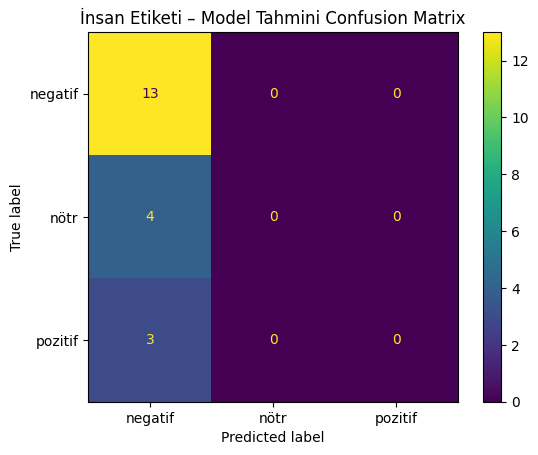 İnsan Etiketi – Model Tahmini Confusion Matrix
negatif 13 0 0
nötr 4 0 0
pozitif 3 0 0
negatif nötr pozitif
True label
Predicted label
12
10
8
6
4
2
0